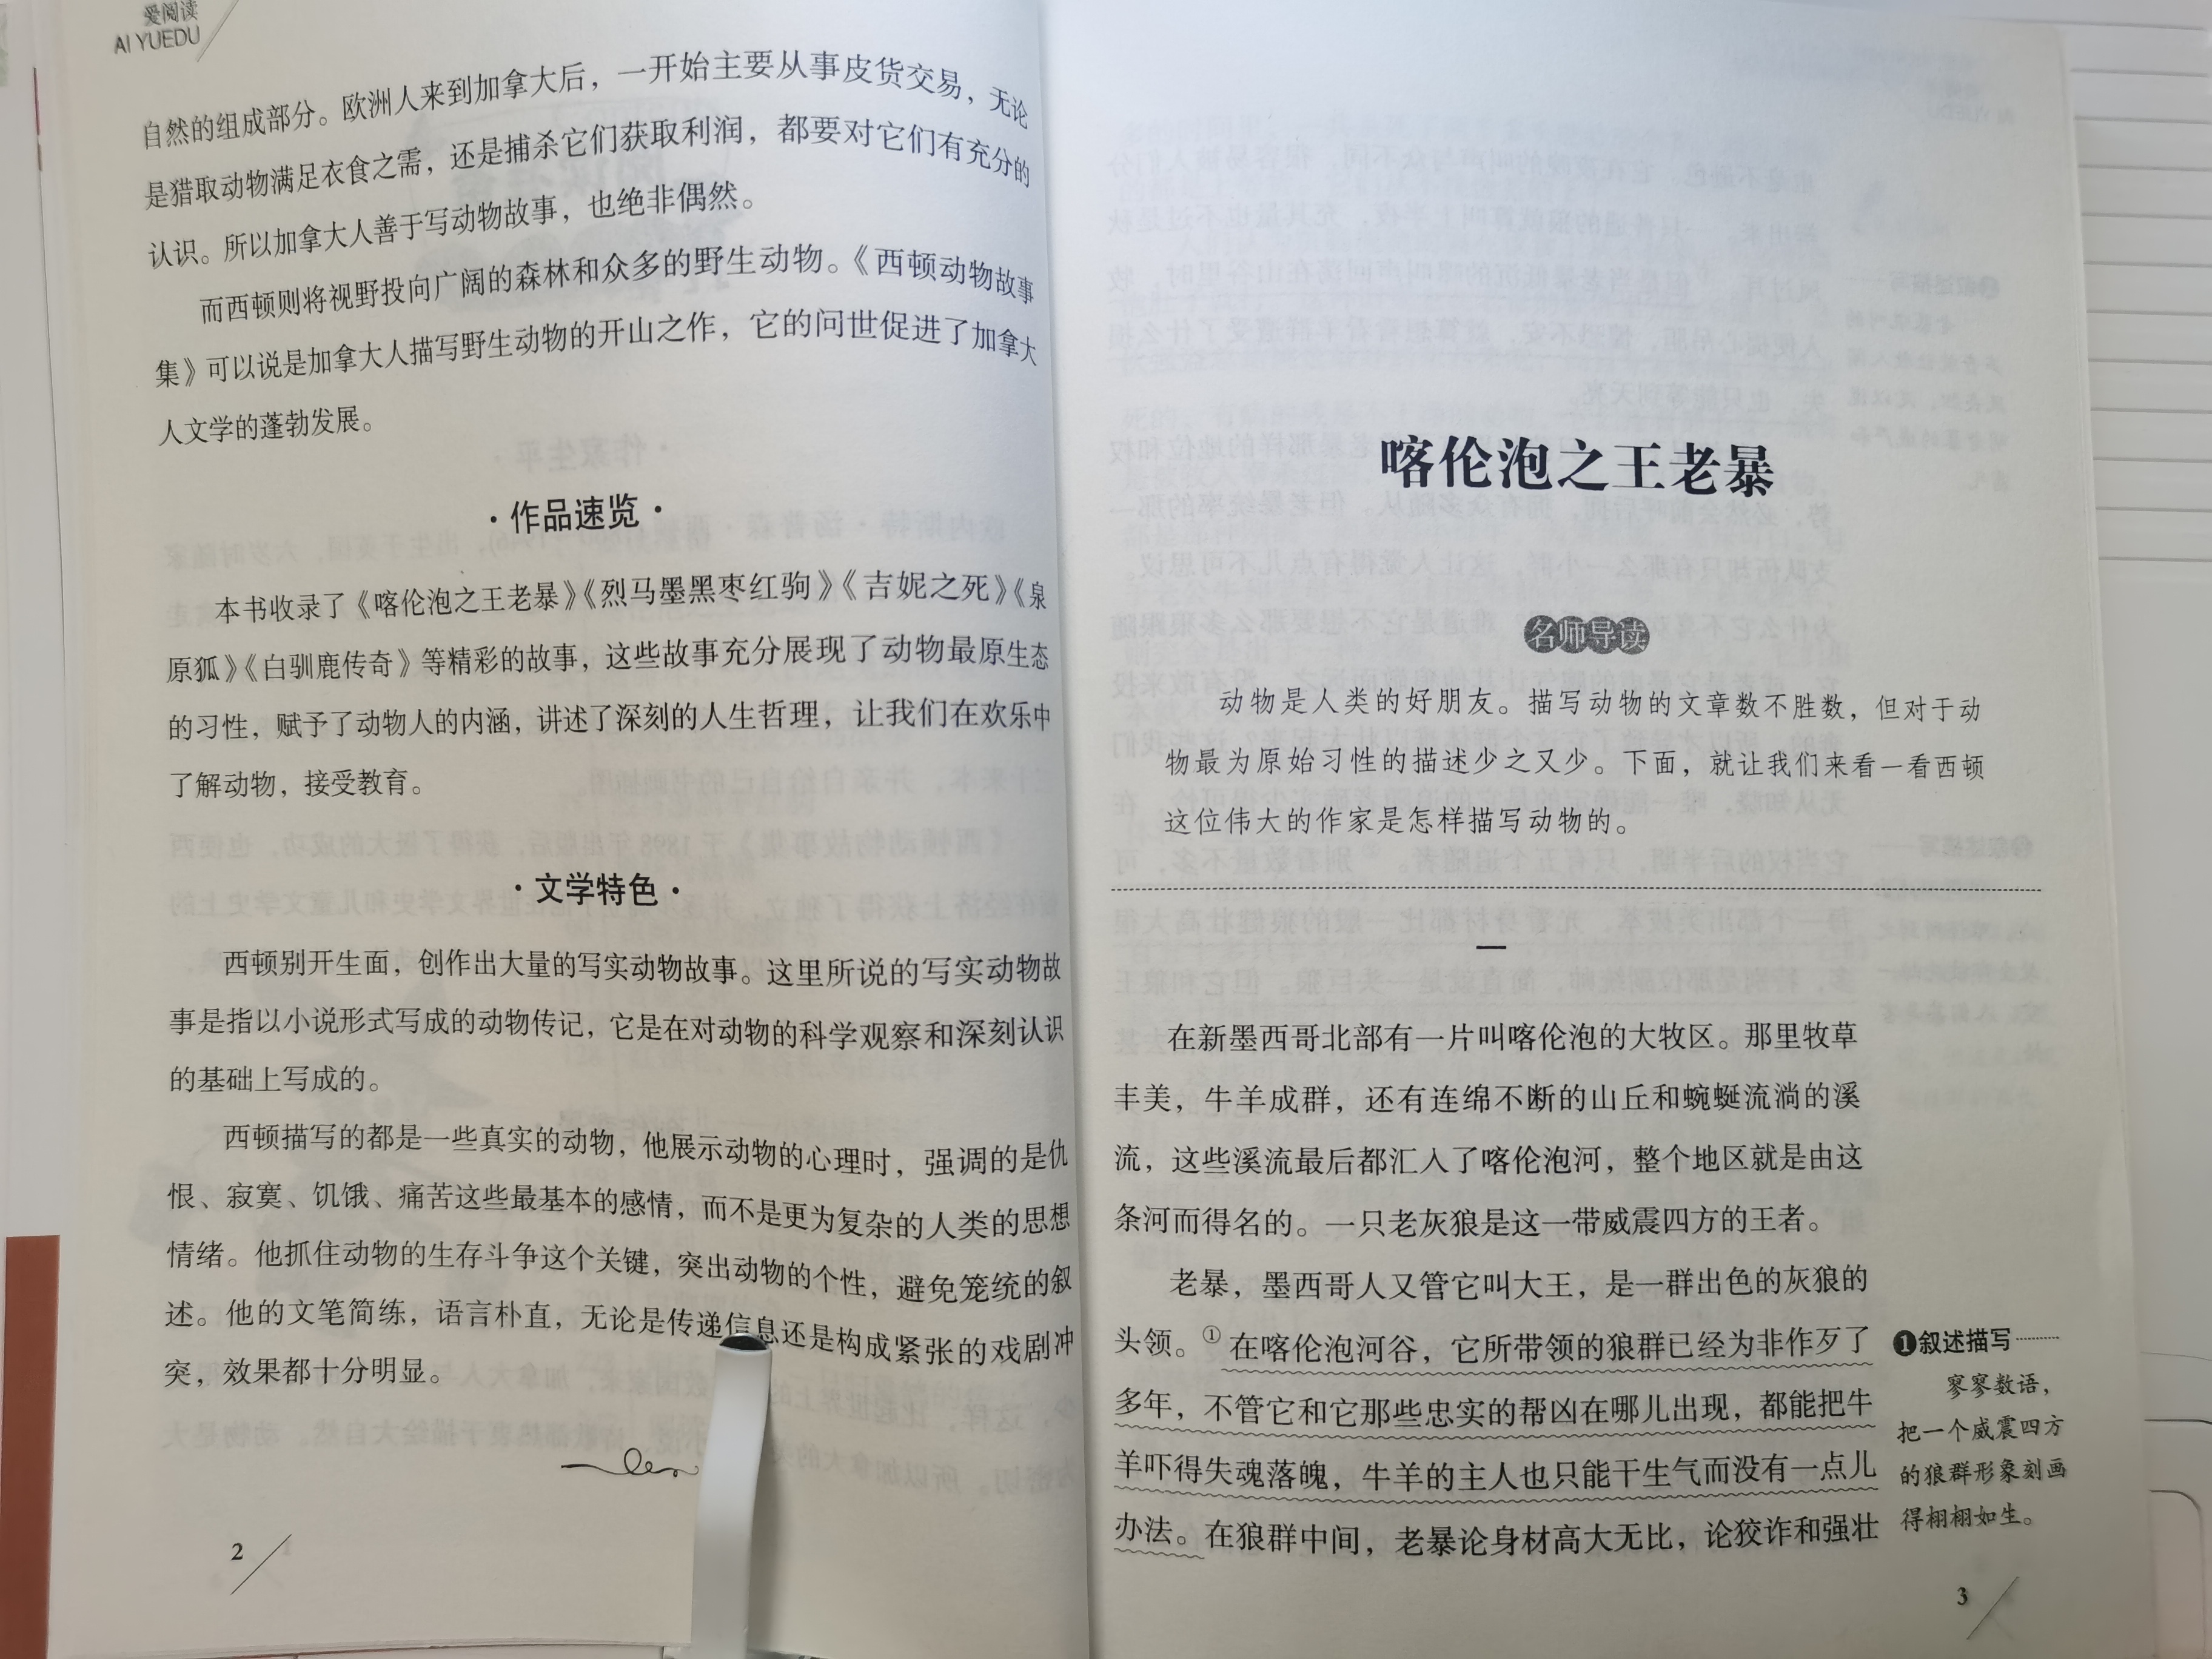 爱阅读
AI YUEDU
自然的组成部分。欧洲人来到加拿大后，一开始主要从事皮货交易，无论
是猎取动物满足衣食之需，还是捕杀它们获取利润，都要对它们有充分的
认识。所以加拿大人善于写动物故事，也绝非偶然。
而西顿则将视野投向广阔的森林和众多的野生动物。《西顿动物故事
集》可以说是加拿大人描写野生动物的开山之作，它的问世促进了加拿大
人文学的蓬勃发展。
·作品速览·
本书收录了《喀伦泡之王老暴》《烈马墨黑枣红驹》《吉妮之死》《泉
原狐》《白驯鹿传奇》等精彩的故事，这些故事充分展现了动物最原生态
的习性，赋予了动物人的内涵，讲述了深刻的人生哲理，让我们在欢乐中
了解动物，接受教育。
·文学特色·
西顿别开生面，创作出大量的写实动物故事。这里所说的写实动物故
事是指以小说形式写成的动物传记，它是在对动物的科学观察和深刻认识
的基础上写成的。
西顿描写的都是一些真实的动物，他展示动物的心理时，强调的是仇
恨、寂寞、饥饿、痛苦这些最基本的感情，而不是更为复杂的人类的思想
情绪。他抓住动物的生存斗争这个关键，突出动物的个性，避免笼统的叙
述。他的文笔简练，语言朴直，无论是传递信息还是构成紧张的戏剧冲
突，效果都十分明显。
2
喀伦泡之王老暴
名师导读
动物是人类的好朋友。描写动物的文章数不胜数，但对于动
物最为原始习性的描述少之又少。下面，就让我们来看一看西顿
这位伟大的作家是怎样描写动物的。
一
在新墨西哥北部有一片叫喀伦泡的大牧区。那里牧草
丰美，牛羊成群，还有连绵不断的山丘和蜿蜒流淌的溪
流，这些溪流最后都汇入了喀伦泡河，整个地区就是由这
条河而得名的。一只老灰狼是这一带威震四方的王者。
老暴，墨西哥人又管它叫大王，是一群出色的灰狼的
头领。①在喀伦泡河谷，它所带领的狼群已经为非作歹了
多年，不管它和它那些忠实的帮凶在哪儿出现，都能把牛
羊吓得失魂落魄，牛羊的主人也只能干生气而没有一点儿
办法。在狼群中间，老暴论身材高大无比，论狡诈和强壮
❶叙述描写
寥寥数语，
把一个威震四方
的狼群形象刻画
得栩栩如生。
3